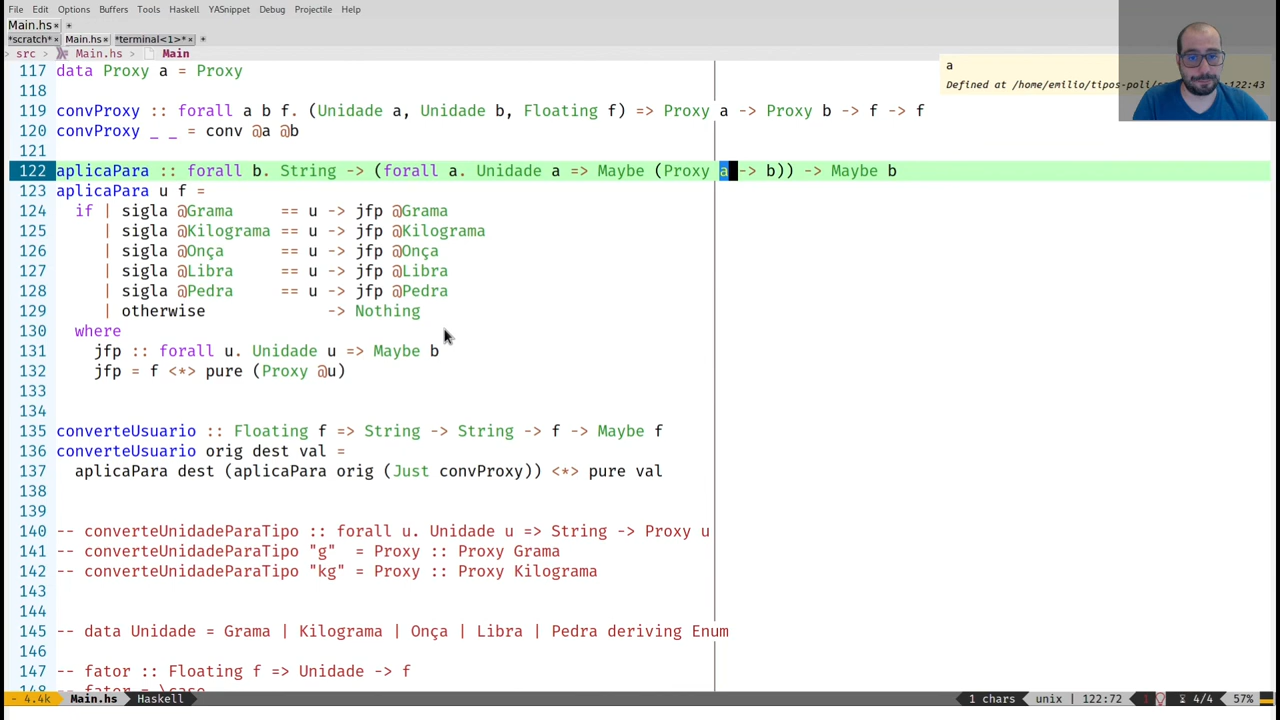 File Edit Options Buffers Tools Haskell YASnippet Debug Projectile Help
Main.hs × +
*scratch* × Main.hs × *terminal<1>* × +
> src > Main.hs > Main
a
Defined at /home/emilio/tipos-poli/ :122:43
117 data Proxy a = Proxy
118
119 convProxy :: forall a b f. (Unidade a, Unidade b, Floating f) => Proxy a -> Proxy b -> f -> f
120 convProxy _ _ = conv @a @b
121
122 aplicaPara :: forall b. String -> (forall a. Unidade a => Maybe (Proxy a -> b)) -> Maybe b
123 aplicaPara u f =
124   if | sigla @Grama     == u -> jfp @Grama
125      | sigla @Kilograma == u -> jfp @Kilograma
126      | sigla @Onça      == u -> jfp @Onça
127      | sigla @Libra     == u -> jfp @Libra
128      | sigla @Pedra     == u -> jfp @Pedra
129      | otherwise             -> Nothing
130   where
131     jfp :: forall u. Unidade u => Maybe b
132     jfp = f <*> pure (Proxy @u)
133
134
135 converteUsuario :: Floating f => String -> String -> f -> Maybe f
136 converteUsuario orig dest val =
137   aplicaPara dest (aplicaPara orig (Just convProxy)) <*> pure val
138
139
140 -- converteUnidadeParaTipo :: forall u. Unidade u => String -> Proxy u
141 -- converteUnidadeParaTipo "g"  = Proxy :: Proxy Grama
142 -- converteUnidadeParaTipo "kg" = Proxy :: Proxy Kilograma
143
144
145 -- data Unidade = Grama | Kilograma | Onça | Libra | Pedra deriving Enum
146
147 -- fator :: Floating f => Unidade -> f
148 -- fator = \case
- 4.4k Main.hs Haskell 1 chars unix | 122:72 4/4 57%